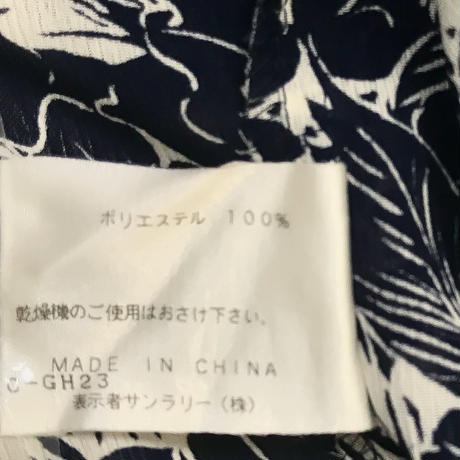 ポリエステル 100%
乾燥機のご使用はおさけ下さい。
MADE IN CHINA
-GH23
表示者サンラリー(株)